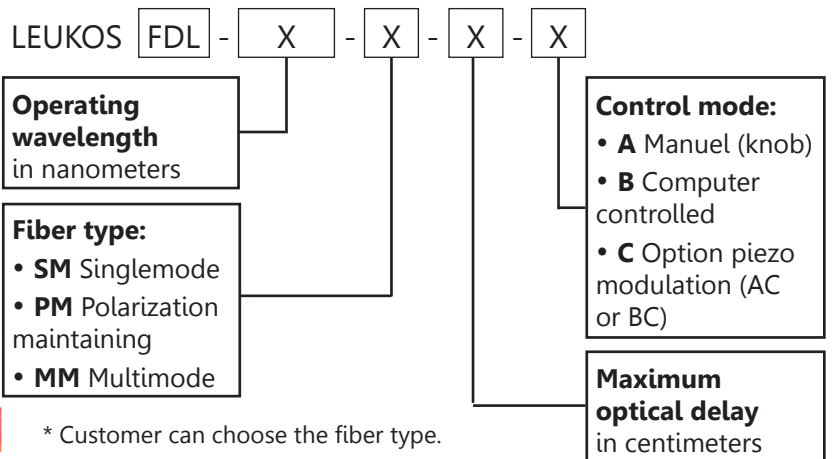 LEUKOS FDL - X - X - X - X
Operating
wavelength
in nanometers
Fiber type:
• SM Singlemode
• PM Polarization
maintaining
• MM Multimode
Control mode:
• A Manuel (knob)
• B Computer
controlled
• C Option piezo
modulation (AC
or BC)
Maximum
optical delay
in centimeters
* Customer can choose the fiber type.